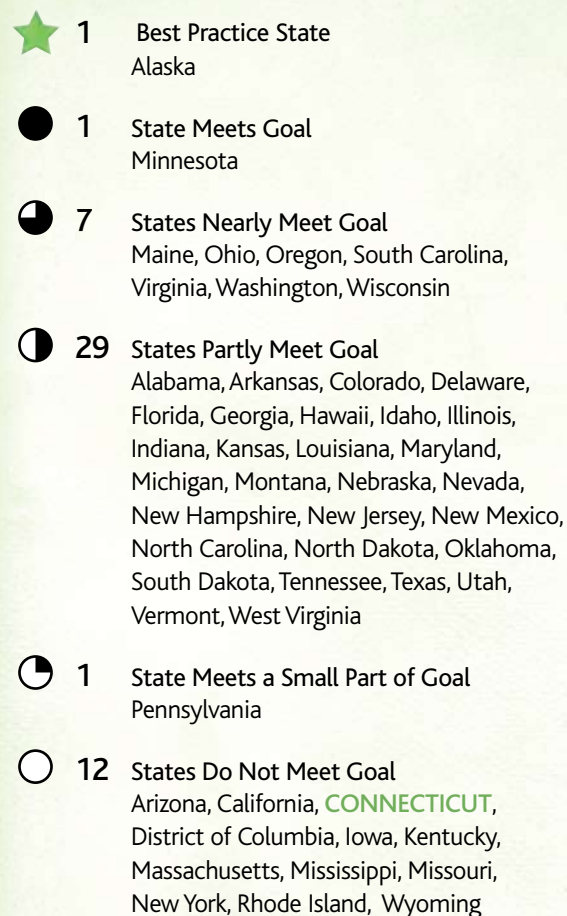 1 Best Practice State
Alaska
1 State Meets Goal
Minnesota
7 States Nearly Meet Goal
Maine, Ohio, Oregon, South Carolina,
Virginia, Washington, Wisconsin
29 States Partly Meet Goal
Alabama, Arkansas, Colorado, Delaware,
Florida, Georgia, Hawaii, Idaho, Illinois,
Indiana, Kansas, Louisiana, Maryland,
Michigan, Montana, Nebraska, Nevada,
New Hampshire, New Jersey, New Mexico,
North Carolina, North Dakota, Oklahoma,
South Dakota, Tennessee, Texas, Utah,
Vermont, West Virginia
1 State Meets a Small Part of Goal
Pennsylvania
12 States Do Not Meet Goal
Arizona, California, CONNECTICUT,
District of Columbia, Iowa, Kentucky,
Massachusetts, Mississippi, Missouri,
New York, Rhode Island, Wyoming